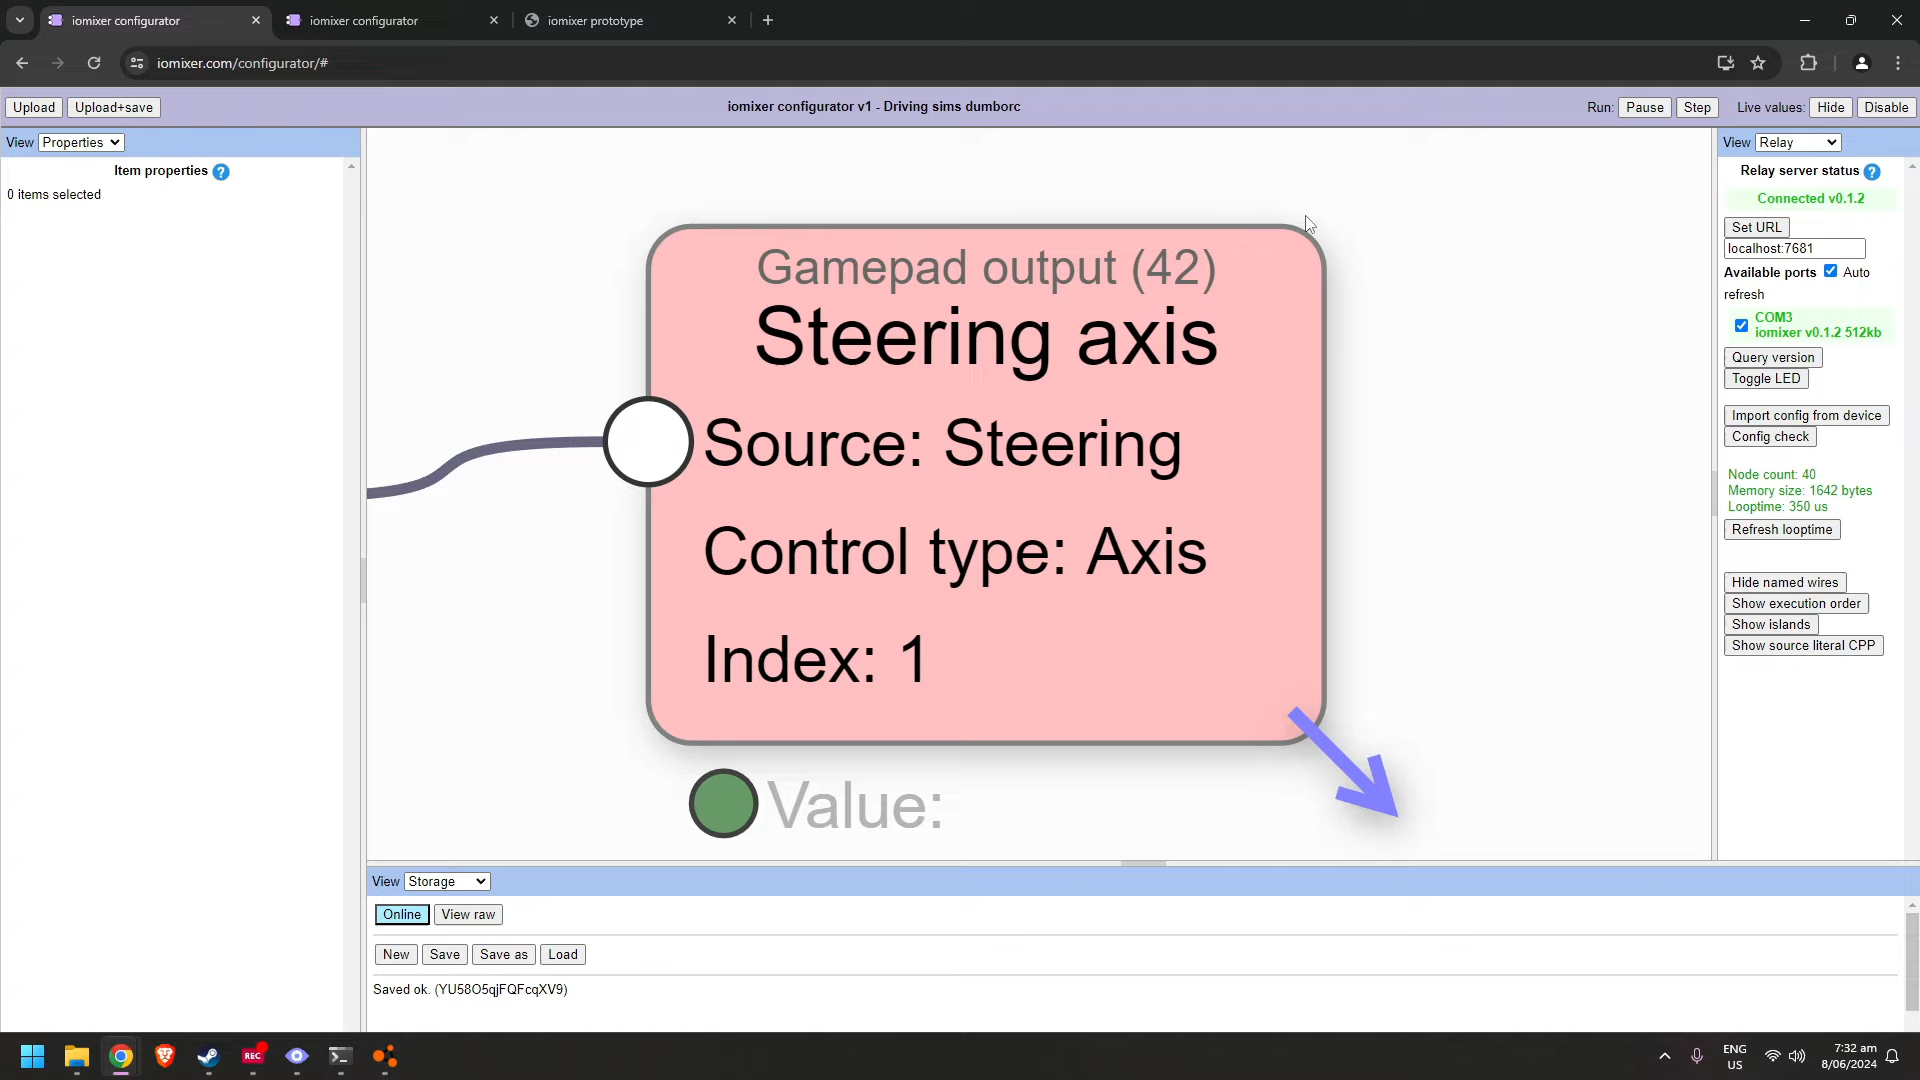 iomixer configurator
iomixer configurator
iomixer prototype
iomixer.com/configurator/#
Upload
Upload+save
iomixer configurator v1 - Driving sims dumborc
Run:
Pause
Step
Live values:
Hide
Disable
View
Properties
Item properties
?
0 items selected
Gamepad output (42)
Steering axis
Source: Steering
Control type: Axis
Index: 1
Value:
View
Relay
Relay server status
?
Connected v0.1.2
Set URL
localhost:7681
Available ports
Auto
refresh
COM3
iomixer v0.1.2 512kb
Query version
Toggle LED
Import config from device
Config check
Node count: 40
Memory size: 1642 bytes
Looptime: 350 us
Refresh looptime
Hide named wires
Show execution order
Show islands
Show source literal CPP
View
Storage
Online
View raw
New
Save
Save as
Load
Saved ok. (YU58O5qjFQFcqXV9)
REC
ENG
US
7:32 am
8/06/2024